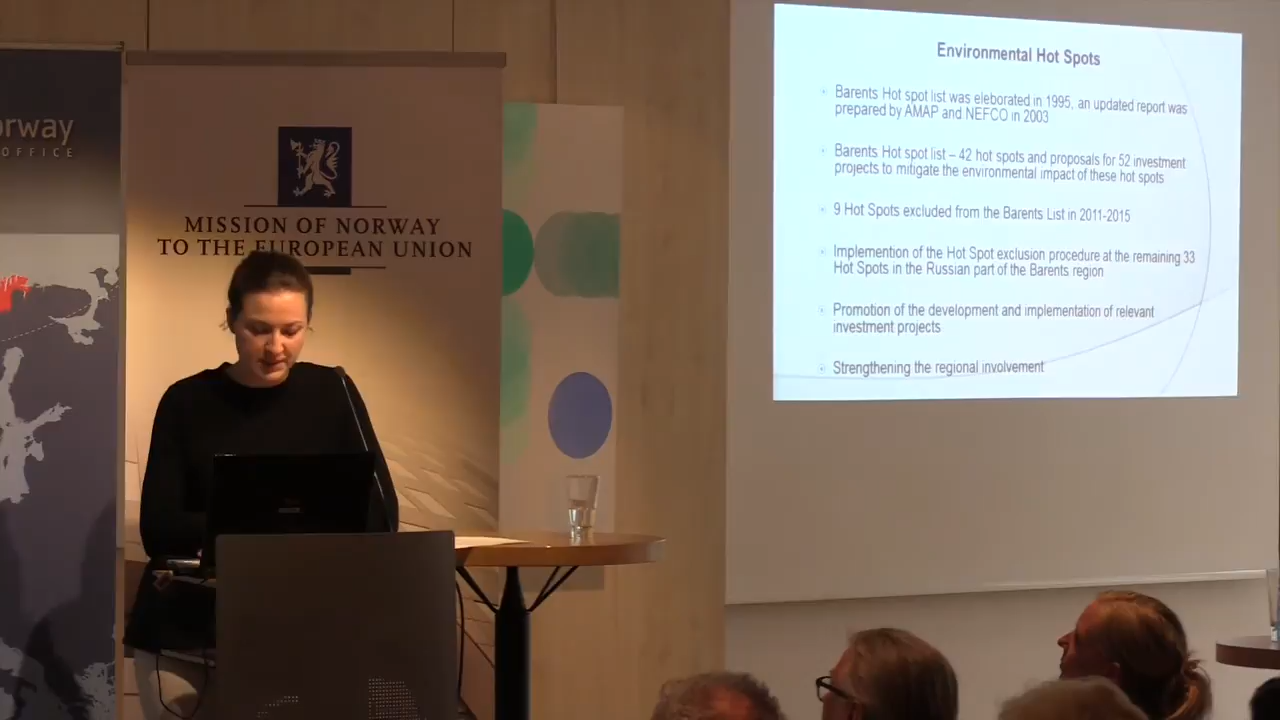 orway
OFFICE
MISSION OF NORWAY
TO THE EUROPEAN UNION
Environmental Hot Spots
Barents Hot spot list was eleborated in 1995, an updated report was
prepared by AMAP and NEFCO in 2003
Barents Hot spot list – 42 hot spots and proposals for 52 investment
projects to mitigate the environmental impact of these hot spots
9 Hot Spots excluded from the Barents List in 2011-2015
Implemention of the Hot Spot exclusion procedure at the remaining 33
Hot Spots in the Russian part of the Barents region
Promotion of the development and implementation of relevant
investment projects
Strengthening the regional involvement